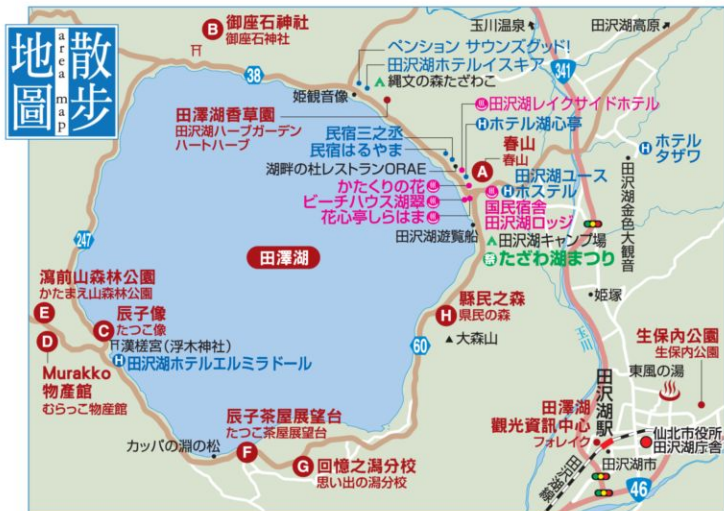 散步地圖
area map
B
御座石神社
御座石神社
玉川温泉
田沢湖高原
ペンション サウンズグッド!
田沢湖ホテルイスキア
縄文の森たざわこ
38
341
姫観音像
田澤湖香草園
田沢湖ハーブガーデン
ハートハーブ
田沢湖レイクサイドホテル
H ホテル湖心亭
民宿三之丞
民宿はるやま
湖畔の杜レストランORAE
A
春山
春山
H ホテル
タザワ
かたくりの花
ビーチハウス湖翠
花心亭しらはま
田沢湖ユース
H ホステル
国民宿舎
田沢湖ロッジ
田沢湖金色大観音
田沢湖遊覧船
田沢湖キャンプ場
祭 たざわ湖まつり
247
田澤湖
瀉前山森林公園
かたまえ山森林公園
E
辰子像
たつこ像
C
漢槎宮(浮木神社)
H 田沢湖ホテルエルミラドール
D
Murakko
物産館
むらっこ物産館
H
縣民之森
県民の森
大森山
60
姫塚
玉川
生保內公園
生保内公園
東風の湯
田沢湖駅
田澤湖
觀光資訊中心
フォレイク
仙北市役所
田沢湖庁舎
田沢湖市
田沢湖線
46
カッパの淵の松
辰子茶屋展望台
たつこ茶屋展望台
F
G
回憶之潟分校
思い出の潟分校